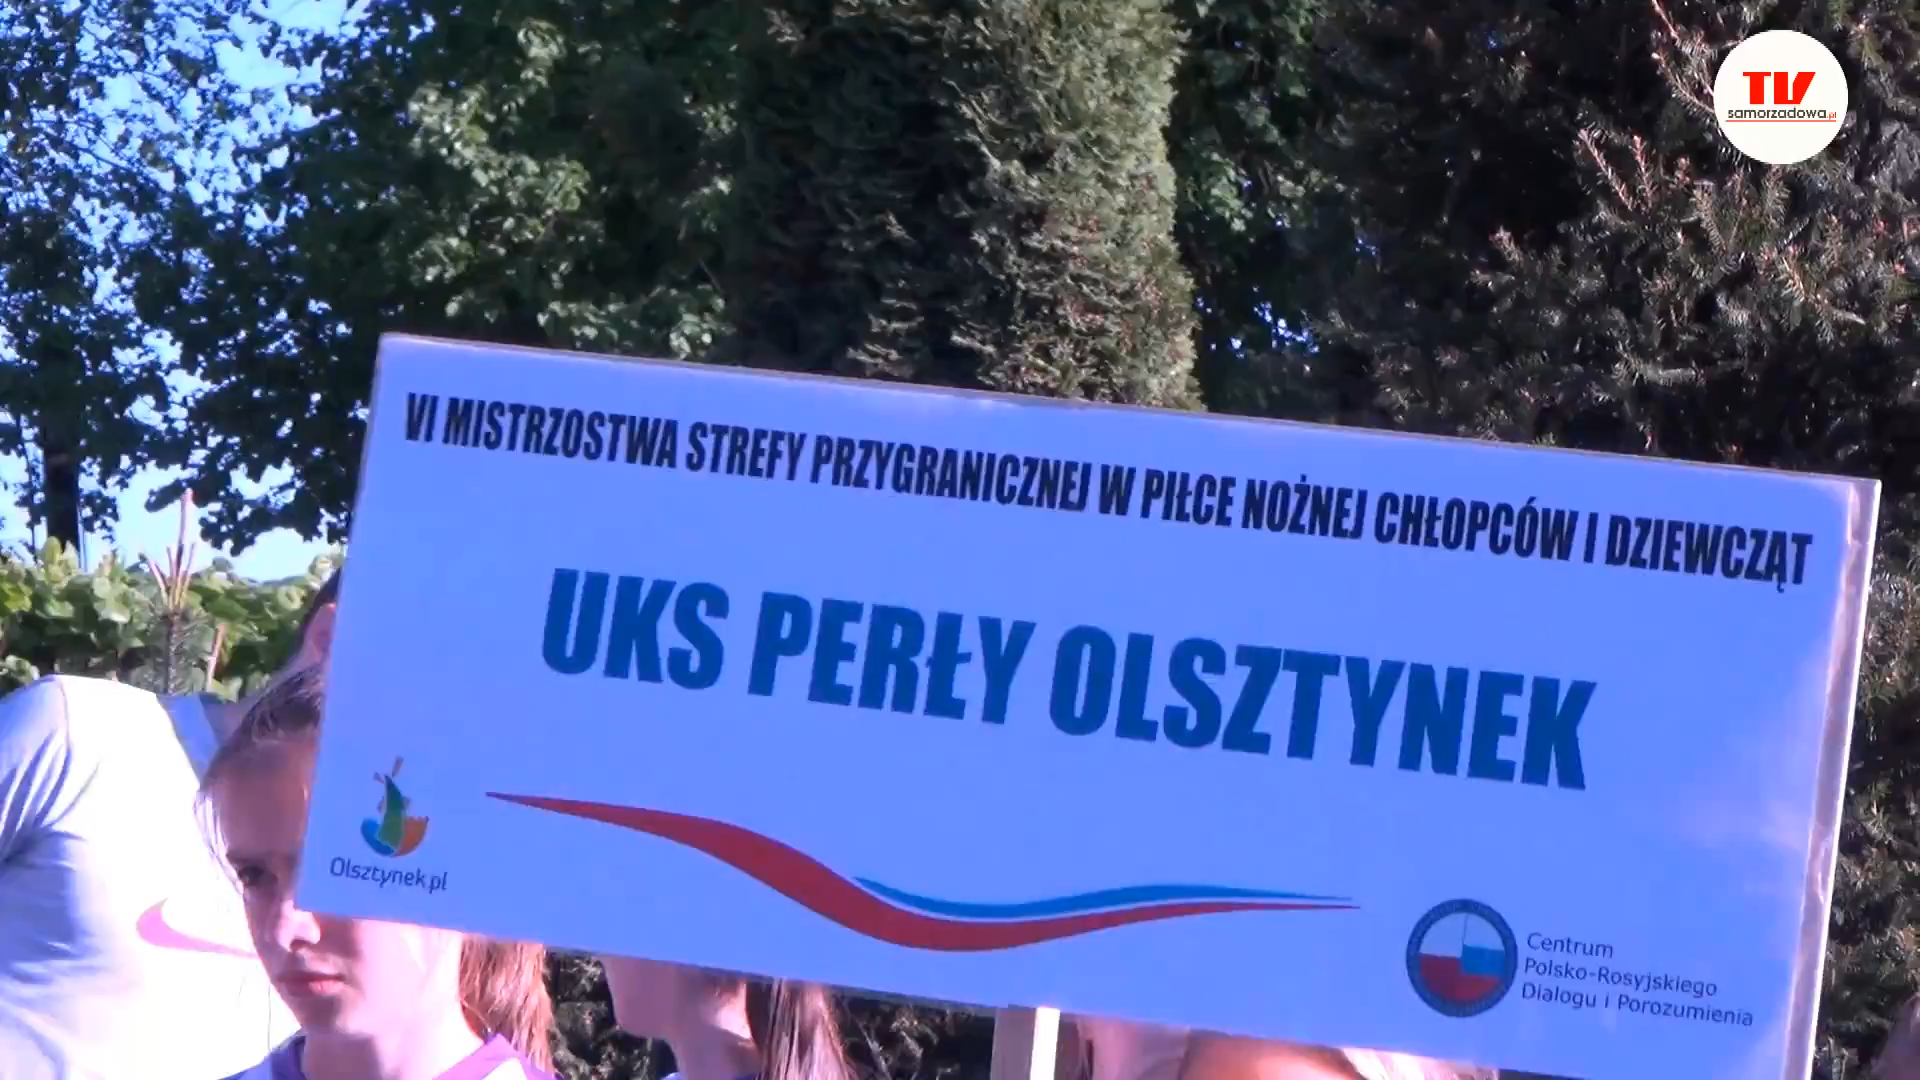 TV
samorzadowa.pl
VI MISTRZOSTWA STREFY PRZYGRANICZNEJ W PIŁCE NOŻNEJ CHŁOPCÓW I DZIEWCZĄT
UKS PERŁY OLSZTYNEK
Olsztynek.pl
Centrum
Polsko-Rosyjskiego
Dialogu i Porozumienia